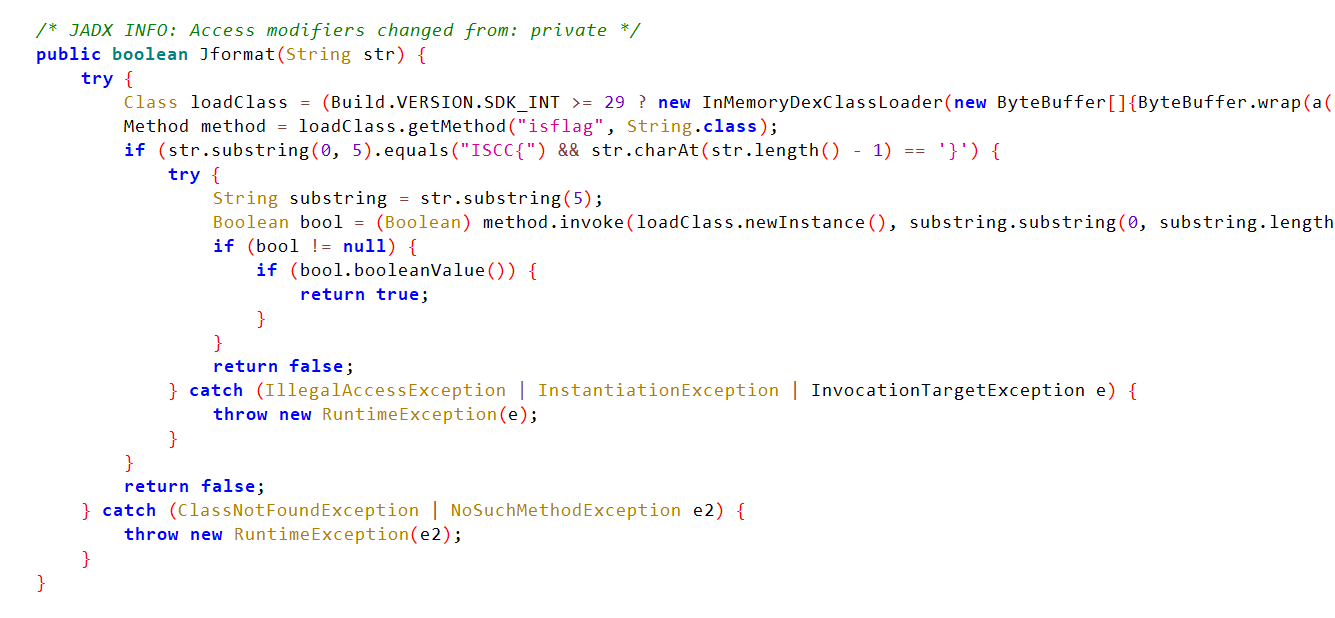 /* JADX INFO: Access modifiers changed from: private */
public boolean Jformat(String str) {
    try {
        Class loadClass = (Build.VERSION.SDK_INT >= 29 ? new InMemoryDexClassLoader(new ByteBuffer[]{ByteBuffer.wrap(a(
        Method method = loadClass.getMethod("isflag", String.class);
        if (str.substring(0, 5).equals("ISCC{") && str.charAt(str.length() - 1) == '}') {
            try {
                String substring = str.substring(5);
                Boolean bool = (Boolean) method.invoke(loadClass.newInstance(), substring.substring(0, substring.length
                if (bool != null) {
                    if (bool.booleanValue()) {
                        return true;
                    }
                }
                return false;
            } catch (IllegalAccessException | InstantiationException | InvocationTargetException e) {
                throw new RuntimeException(e);
            }
        }
        return false;
    } catch (ClassNotFoundException | NoSuchMethodException e2) {
        throw new RuntimeException(e2);
    }
}